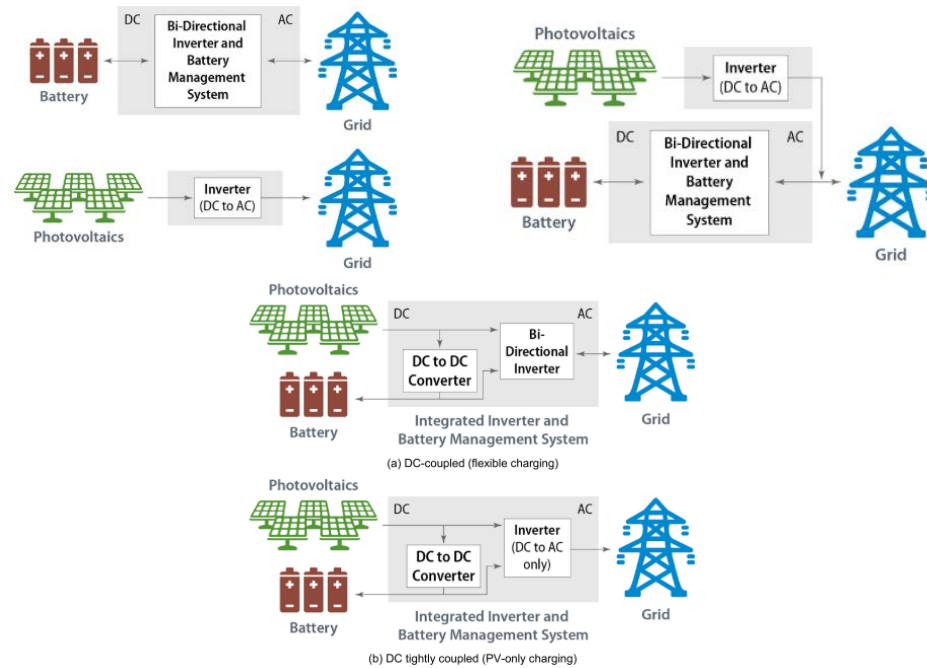 DC
Bi-Directional
Inverter and
Battery
Management
System
AC
Battery
Grid
Inverter
(DC to AC)
Photovoltaics
Grid
Photovoltaics
Inverter
(DC to AC)
DC
Bi-Directional
Inverter and
Battery
Management
System
AC
Battery
Grid
Photovoltaics
DC
AC
Bi-
Directional
Inverter
DC to DC
Converter
Battery
Integrated Inverter and
Battery Management System
Grid
(a) DC-coupled (flexible charging)
Photovoltaics
DC
AC
Inverter
(DC to AC
only)
DC to DC
Converter
Battery
Integrated Inverter and
Battery Management System
Grid
(b) DC tightly coupled (PV-only charging)